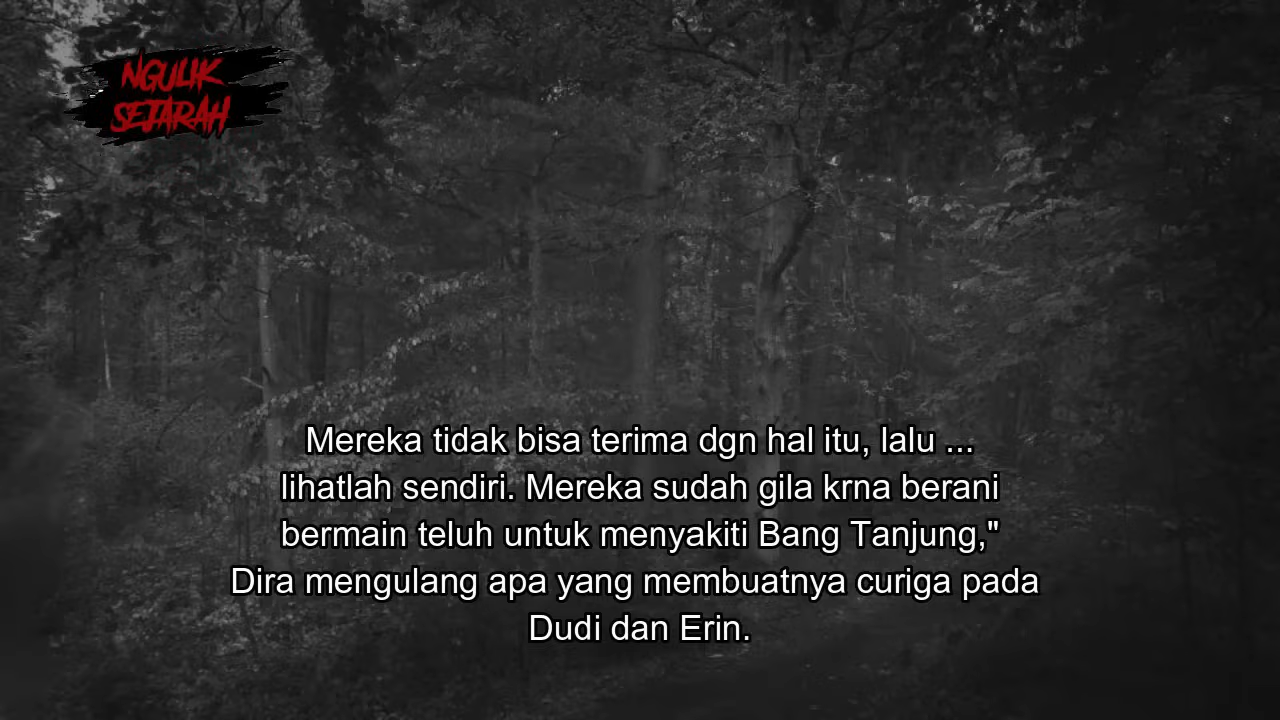 NGULIK
SEJARAH
Mereka tidak bisa terima dgn hal itu, lalu ...
lihatlah sendiri. Mereka sudah gila krna berani
bermain teluh untuk menyakiti Bang Tanjung,"
Dira mengulang apa yang membuatnya curiga pada
Dudi dan Erin.